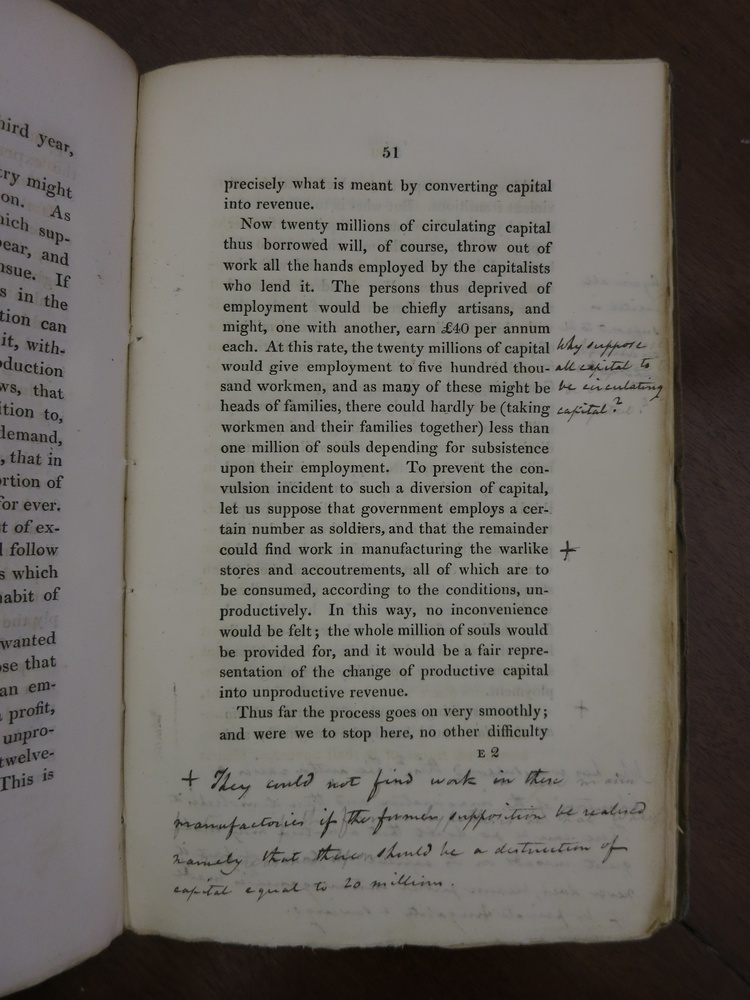 hird year,
ry might
on. As
hich sup-
pear, and
nsue. If
s in the
tion can
it, with-
oduction
ws, that
ition to,
demand,
, that in
ortion of
for ever.
t of ex-
l follow
s which
abit of
wanted
ose that
an em-
profit,
unpro-
twelve-
This is
51
precisely what is meant by converting capital
into revenue.
Now twenty millions of circulating capital
thus borrowed will, of course, throw out of
work all the hands employed by the capitalists
who lend it. The persons thus deprived of
employment would be chiefly artisans, and
might, one with another, earn £40 per annum
each. At this rate, the twenty millions of capital
would give employment to five hundred thou-
sand workmen, and as many of these might be
heads of families, there could hardly be (taking
workmen and their families together) less than
one million of souls depending for subsistence
upon their employment. To prevent the con-
vulsion incident to such a diversion of capital,
let us suppose that government employs a cer-
tain number as soldiers, and that the remainder
could find work in manufacturing the warlike
stores and accoutrements, all of which are to
be consumed, according to the conditions, un-
productively. In this way, no inconvenience
would be felt; the whole million of souls would
be provided for, and it would be a fair repre-
sentation of the change of productive capital
into unproductive revenue.
Thus far the process goes on very smoothly;
and were we to stop here, no other difficulty
E 2
Why suppose
all capital to
be circulating
capital?
+
+ They could not find work in these
manufactories if the former supposition be realised
namely that there should be a destruction of
capital equal to 20 millions.